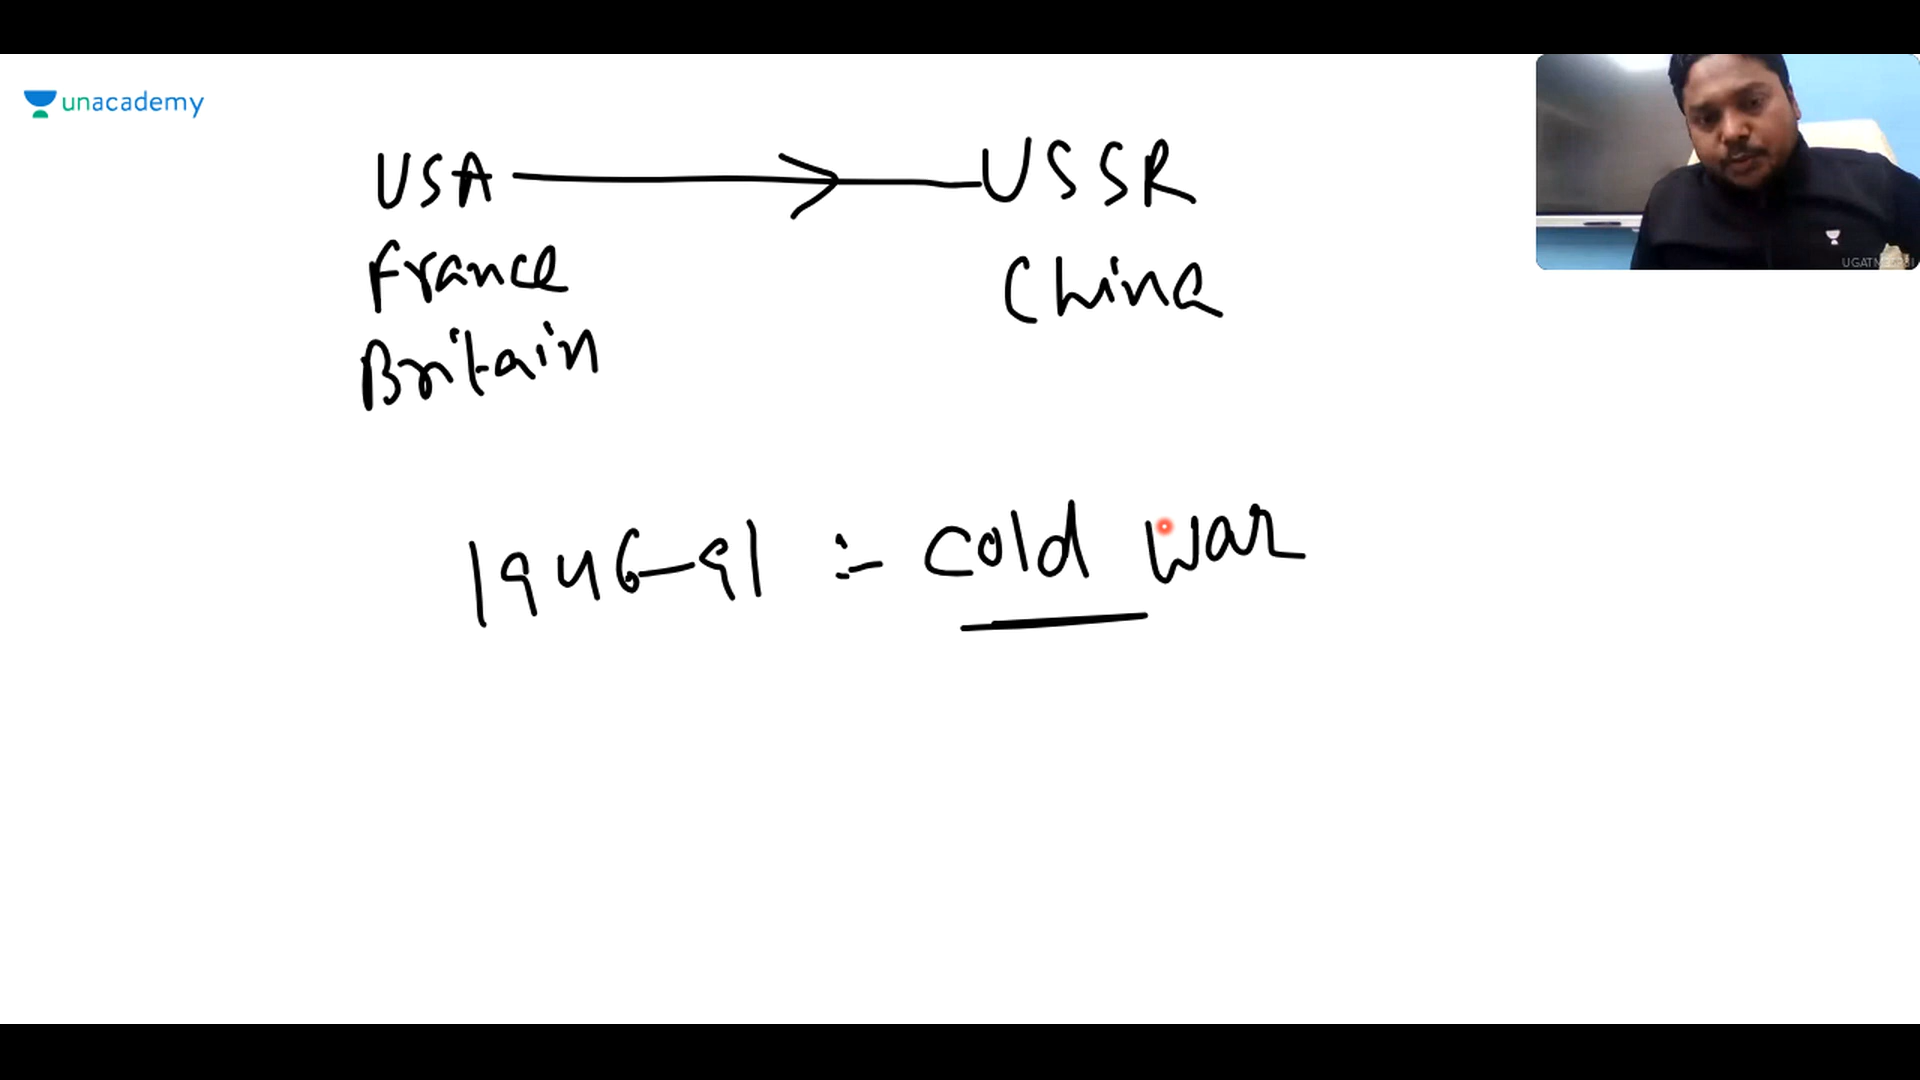 unacademy
USA → USSR
France China
Britain
1946-91 :- cold war